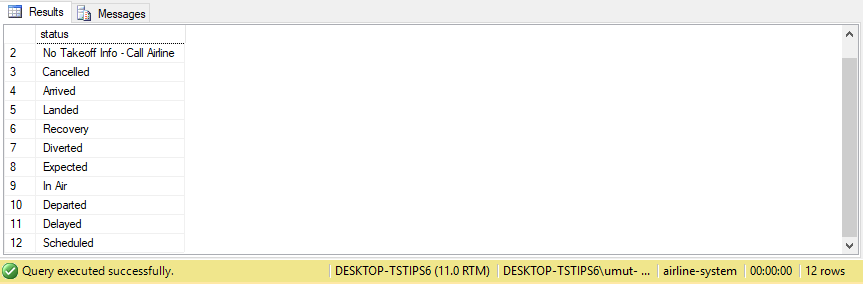 Results Messages
status
2 No Takeoff Info - Call Airline
3 Cancelled
4 Arrived
5 Landed
6 Recovery
7 Diverted
8 Expected
9 In Air
10 Departed
11 Delayed
12 Scheduled
Query executed successfully. DESKTOP-TSTIPS6 (11.0 RTM) DESKTOP-TSTIPS6\umut- ... airline-system 00:00:00 12 rows